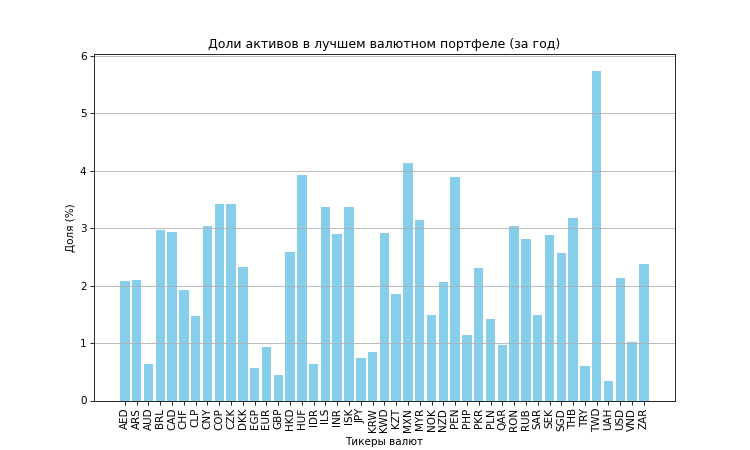 Доли активов в лучшем валютном портфеле (за год)
6
5
4
3
2
1
0
Доля (%)
AED ARS AUD BRL CAD CHF CLP CNY COP CZK DKK EGP EUR GBP HKD HUF IDR ILS INR ISK JPY KRW KWD KZT MXN MYR NOK NZD PEN PHP PKR PLN QAR RON RUB SAR SEK SGD THB TRY TWD UAH USD VND ZAR
Тикеры валют